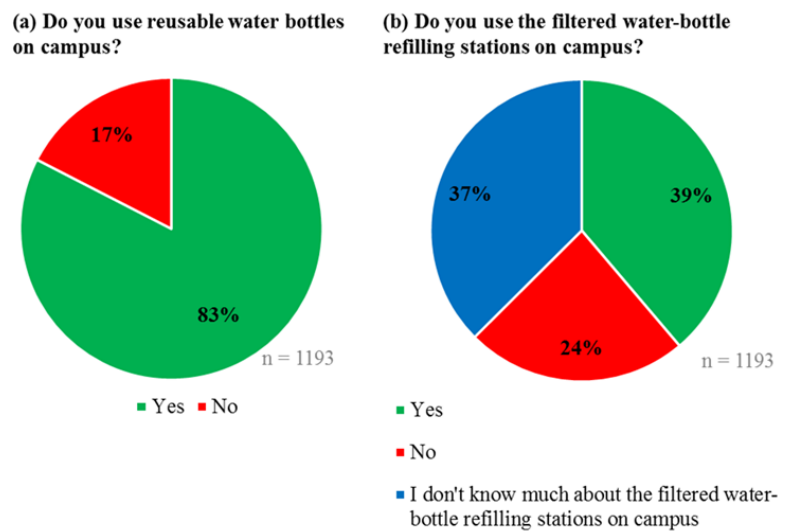 (a) Do you use reusable water bottles
on campus?
17%
83%
n = 1193
Yes No
(b) Do you use the filtered water-bottle
refilling stations on campus?
37%
39%
24%
n = 1193
Yes
No
I don't know much about the filtered water-
bottle refilling stations on campus